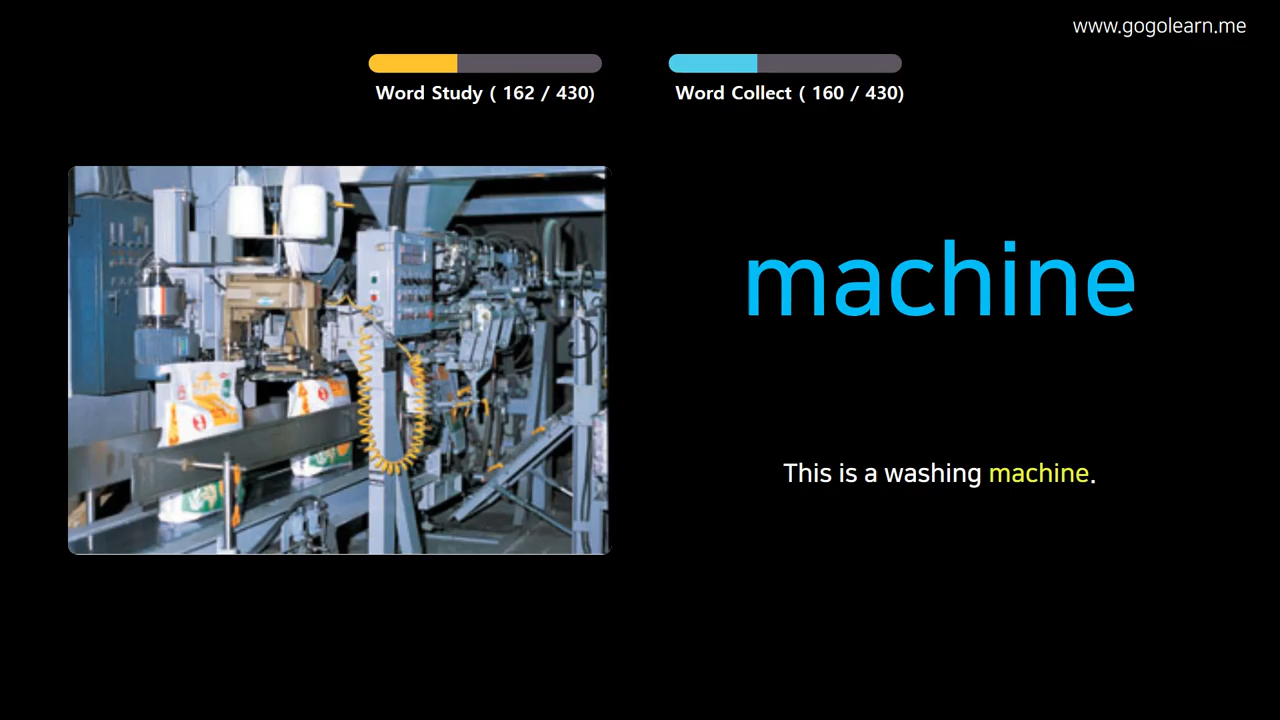 www.gogolearn.me
Word Study ( 162 / 430)
Word Collect ( 160 / 430)
machine
This is a washing machine.